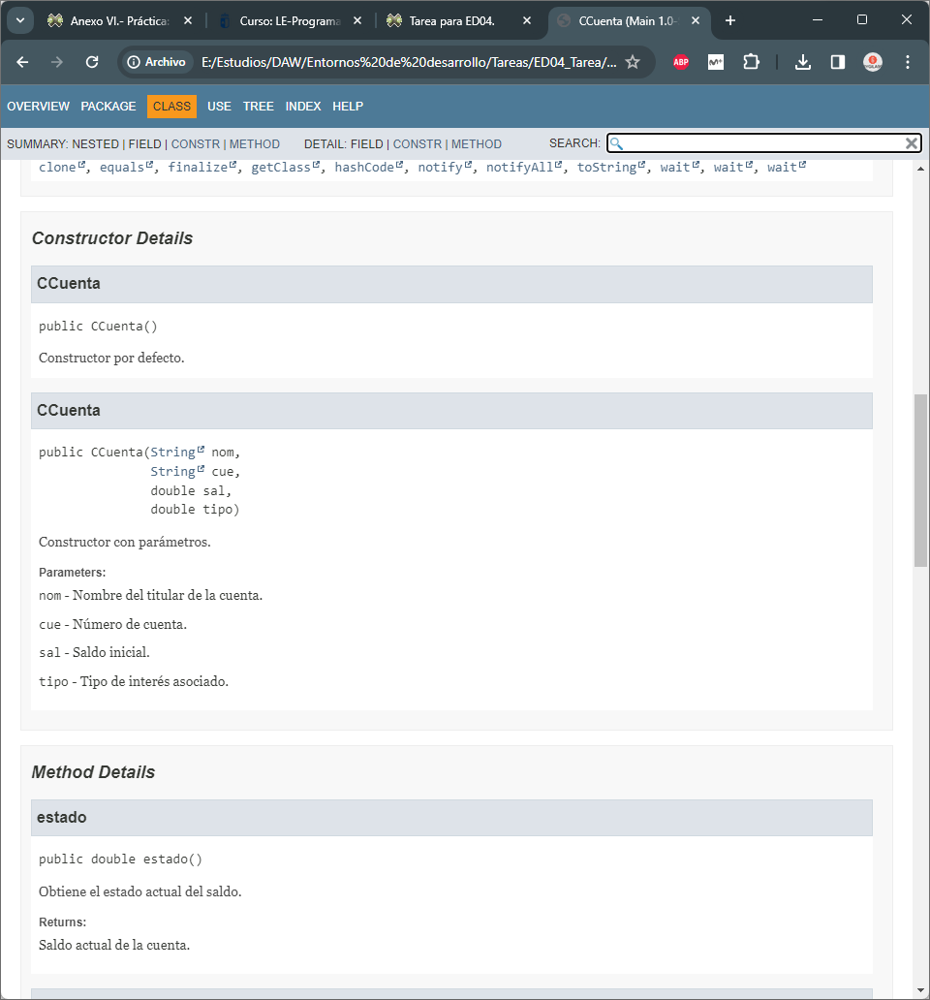 Anexo VI.- Práctica:
Curso: LE-Programa
Tarea para ED04.
CCuenta (Main 1.0-
Archivo
E:/Estudios/DAW/Entornos%20de%20desarrollo/Tareas/ED04_Tarea/...
ABP
OVERVIEW PACKAGE CLASS USE TREE INDEX HELP
SUMMARY: NESTED | FIELD | CONSTR | METHOD DETAIL: FIELD | CONSTR | METHOD SEARCH:
clone, equals, finalize, getClass, hashCode, notify, notifyAll, toString, wait, wait, wait
Constructor Details
CCuenta
public CCuenta()
Constructor por defecto.
CCuenta
public CCuenta(String nom,
String cue,
double sal,
double tipo)
Constructor con parámetros.
Parameters:
nom - Nombre del titular de la cuenta.
cue - Número de cuenta.
sal - Saldo inicial.
tipo - Tipo de interés asociado.
Method Details
estado
public double estado()
Obtiene el estado actual del saldo.
Returns:
Saldo actual de la cuenta.